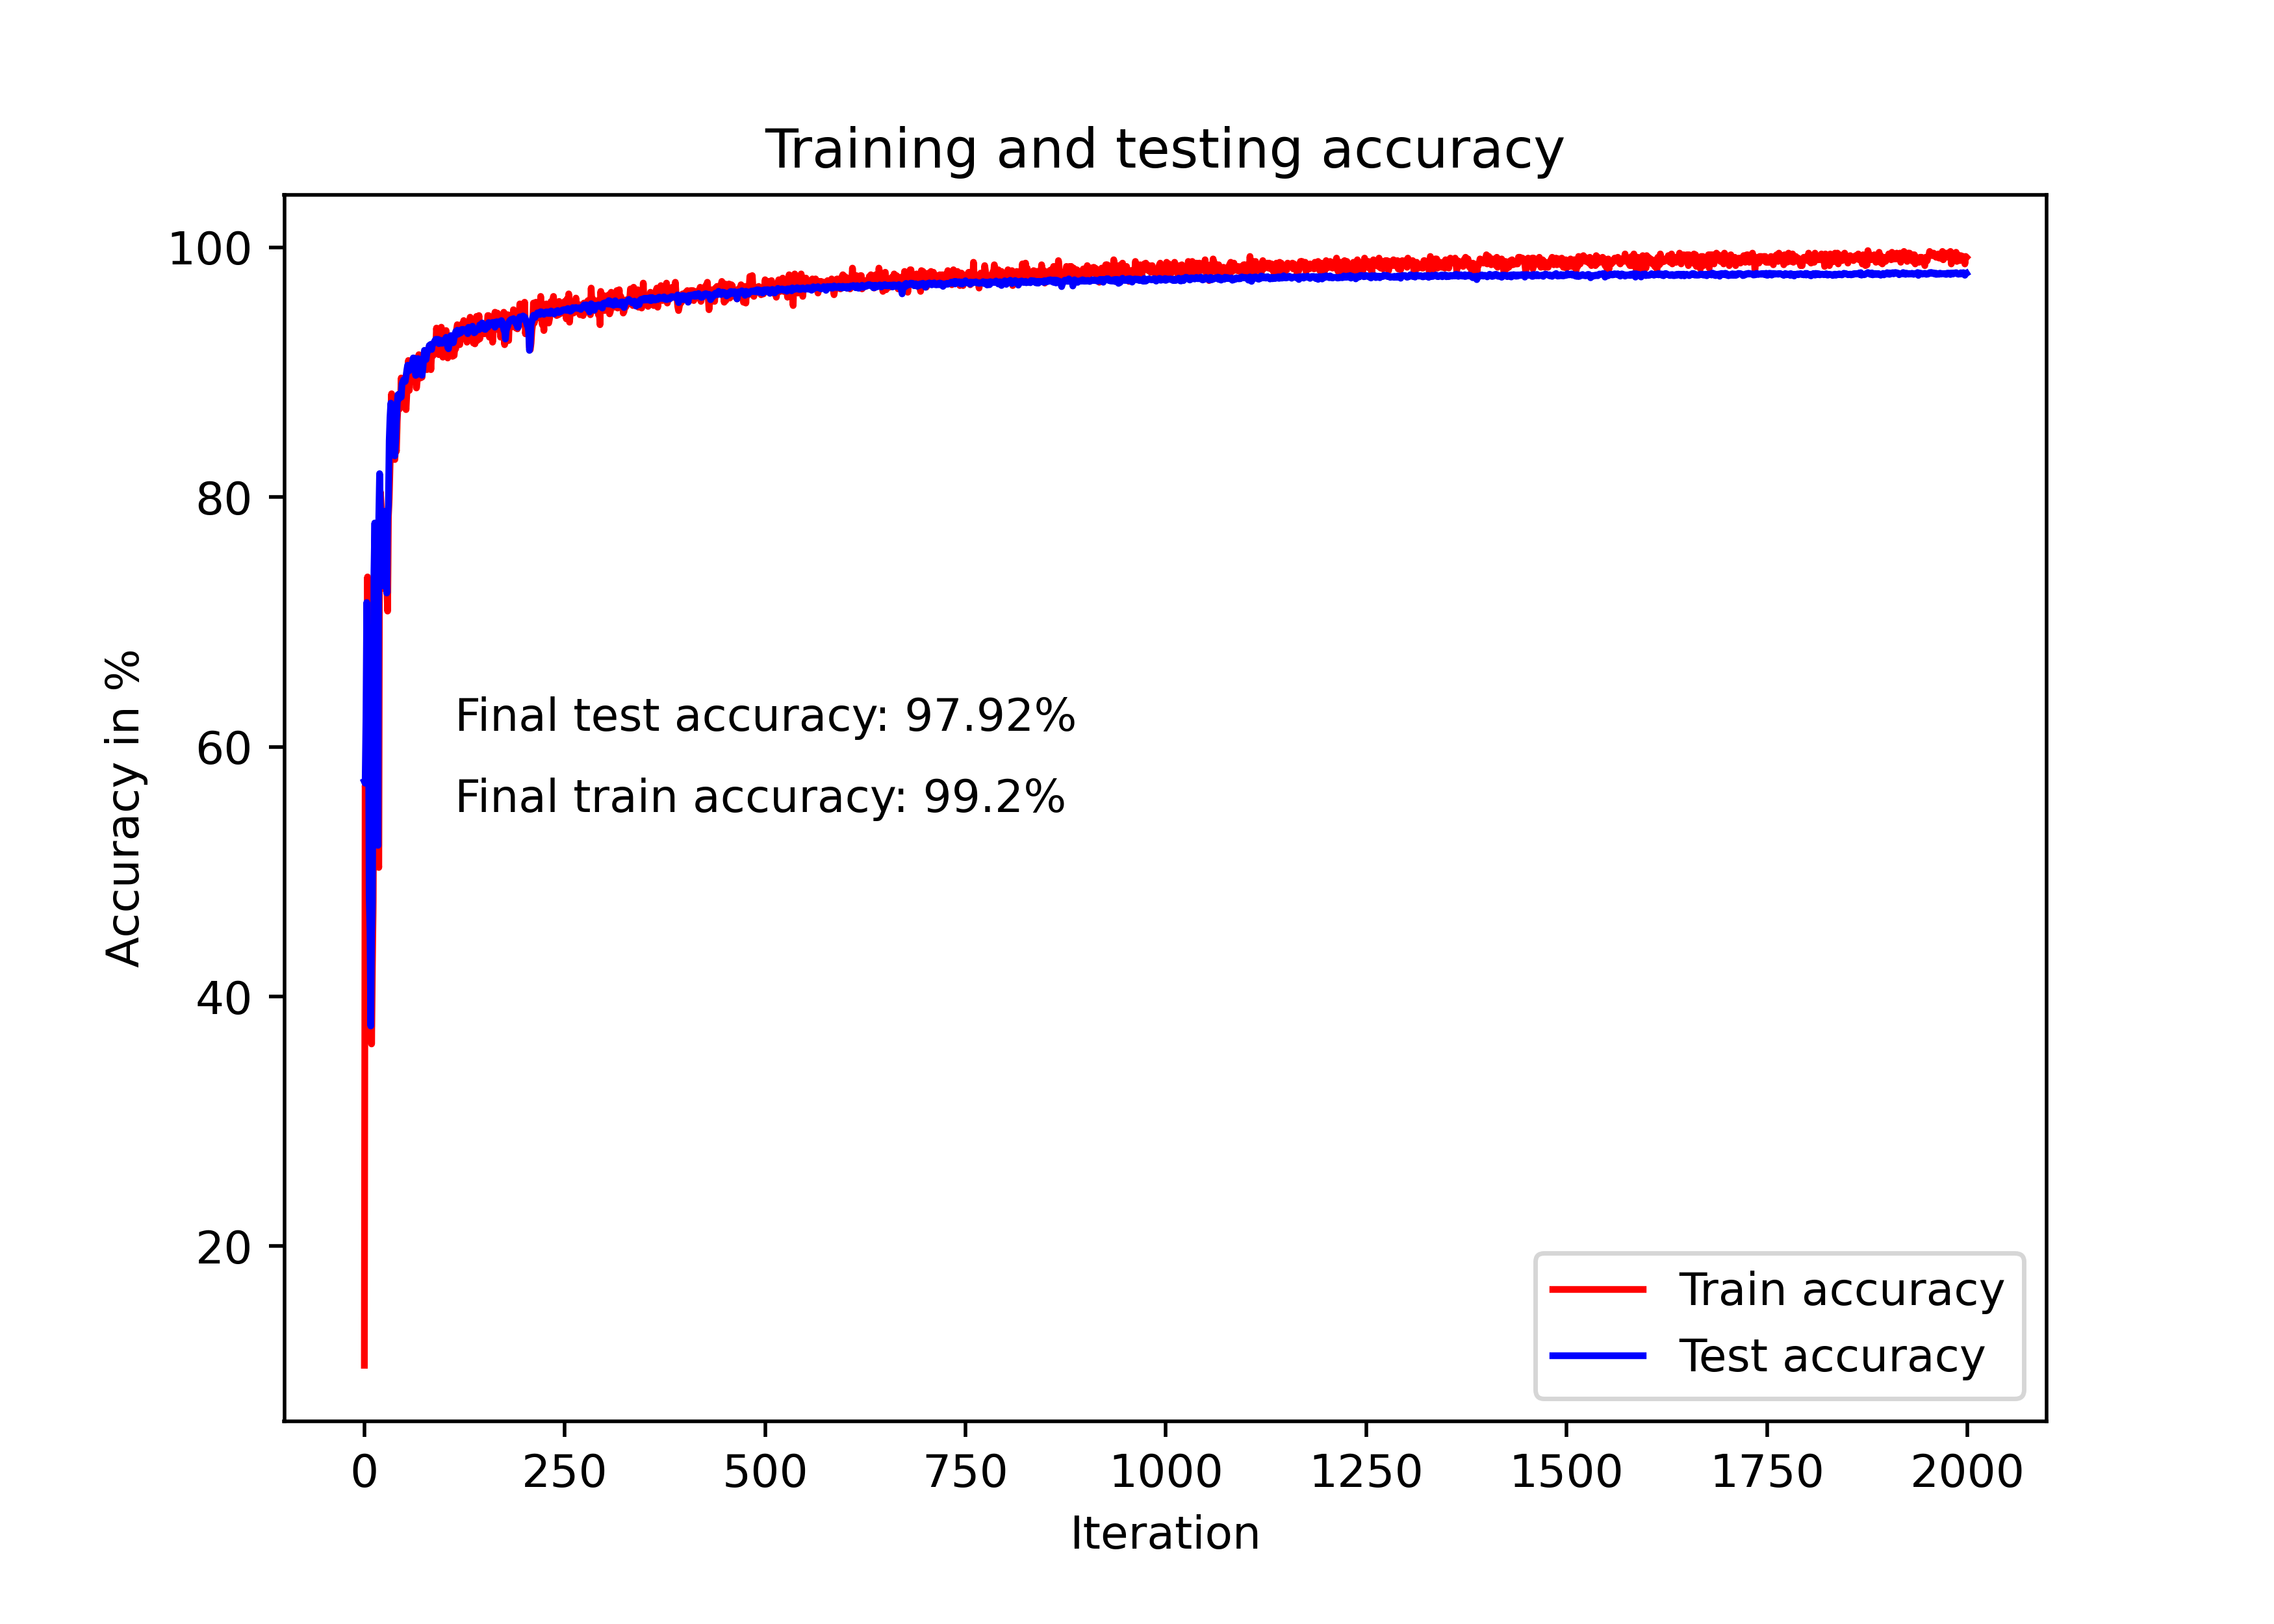 Training and testing accuracy
100
80
60
40
20
Accuracy in %
Final test accuracy: 97.92%
Final train accuracy: 99.2%
Train accuracy
Test accuracy
0 250 500 750 1000 1250 1500 1750 2000
Iteration